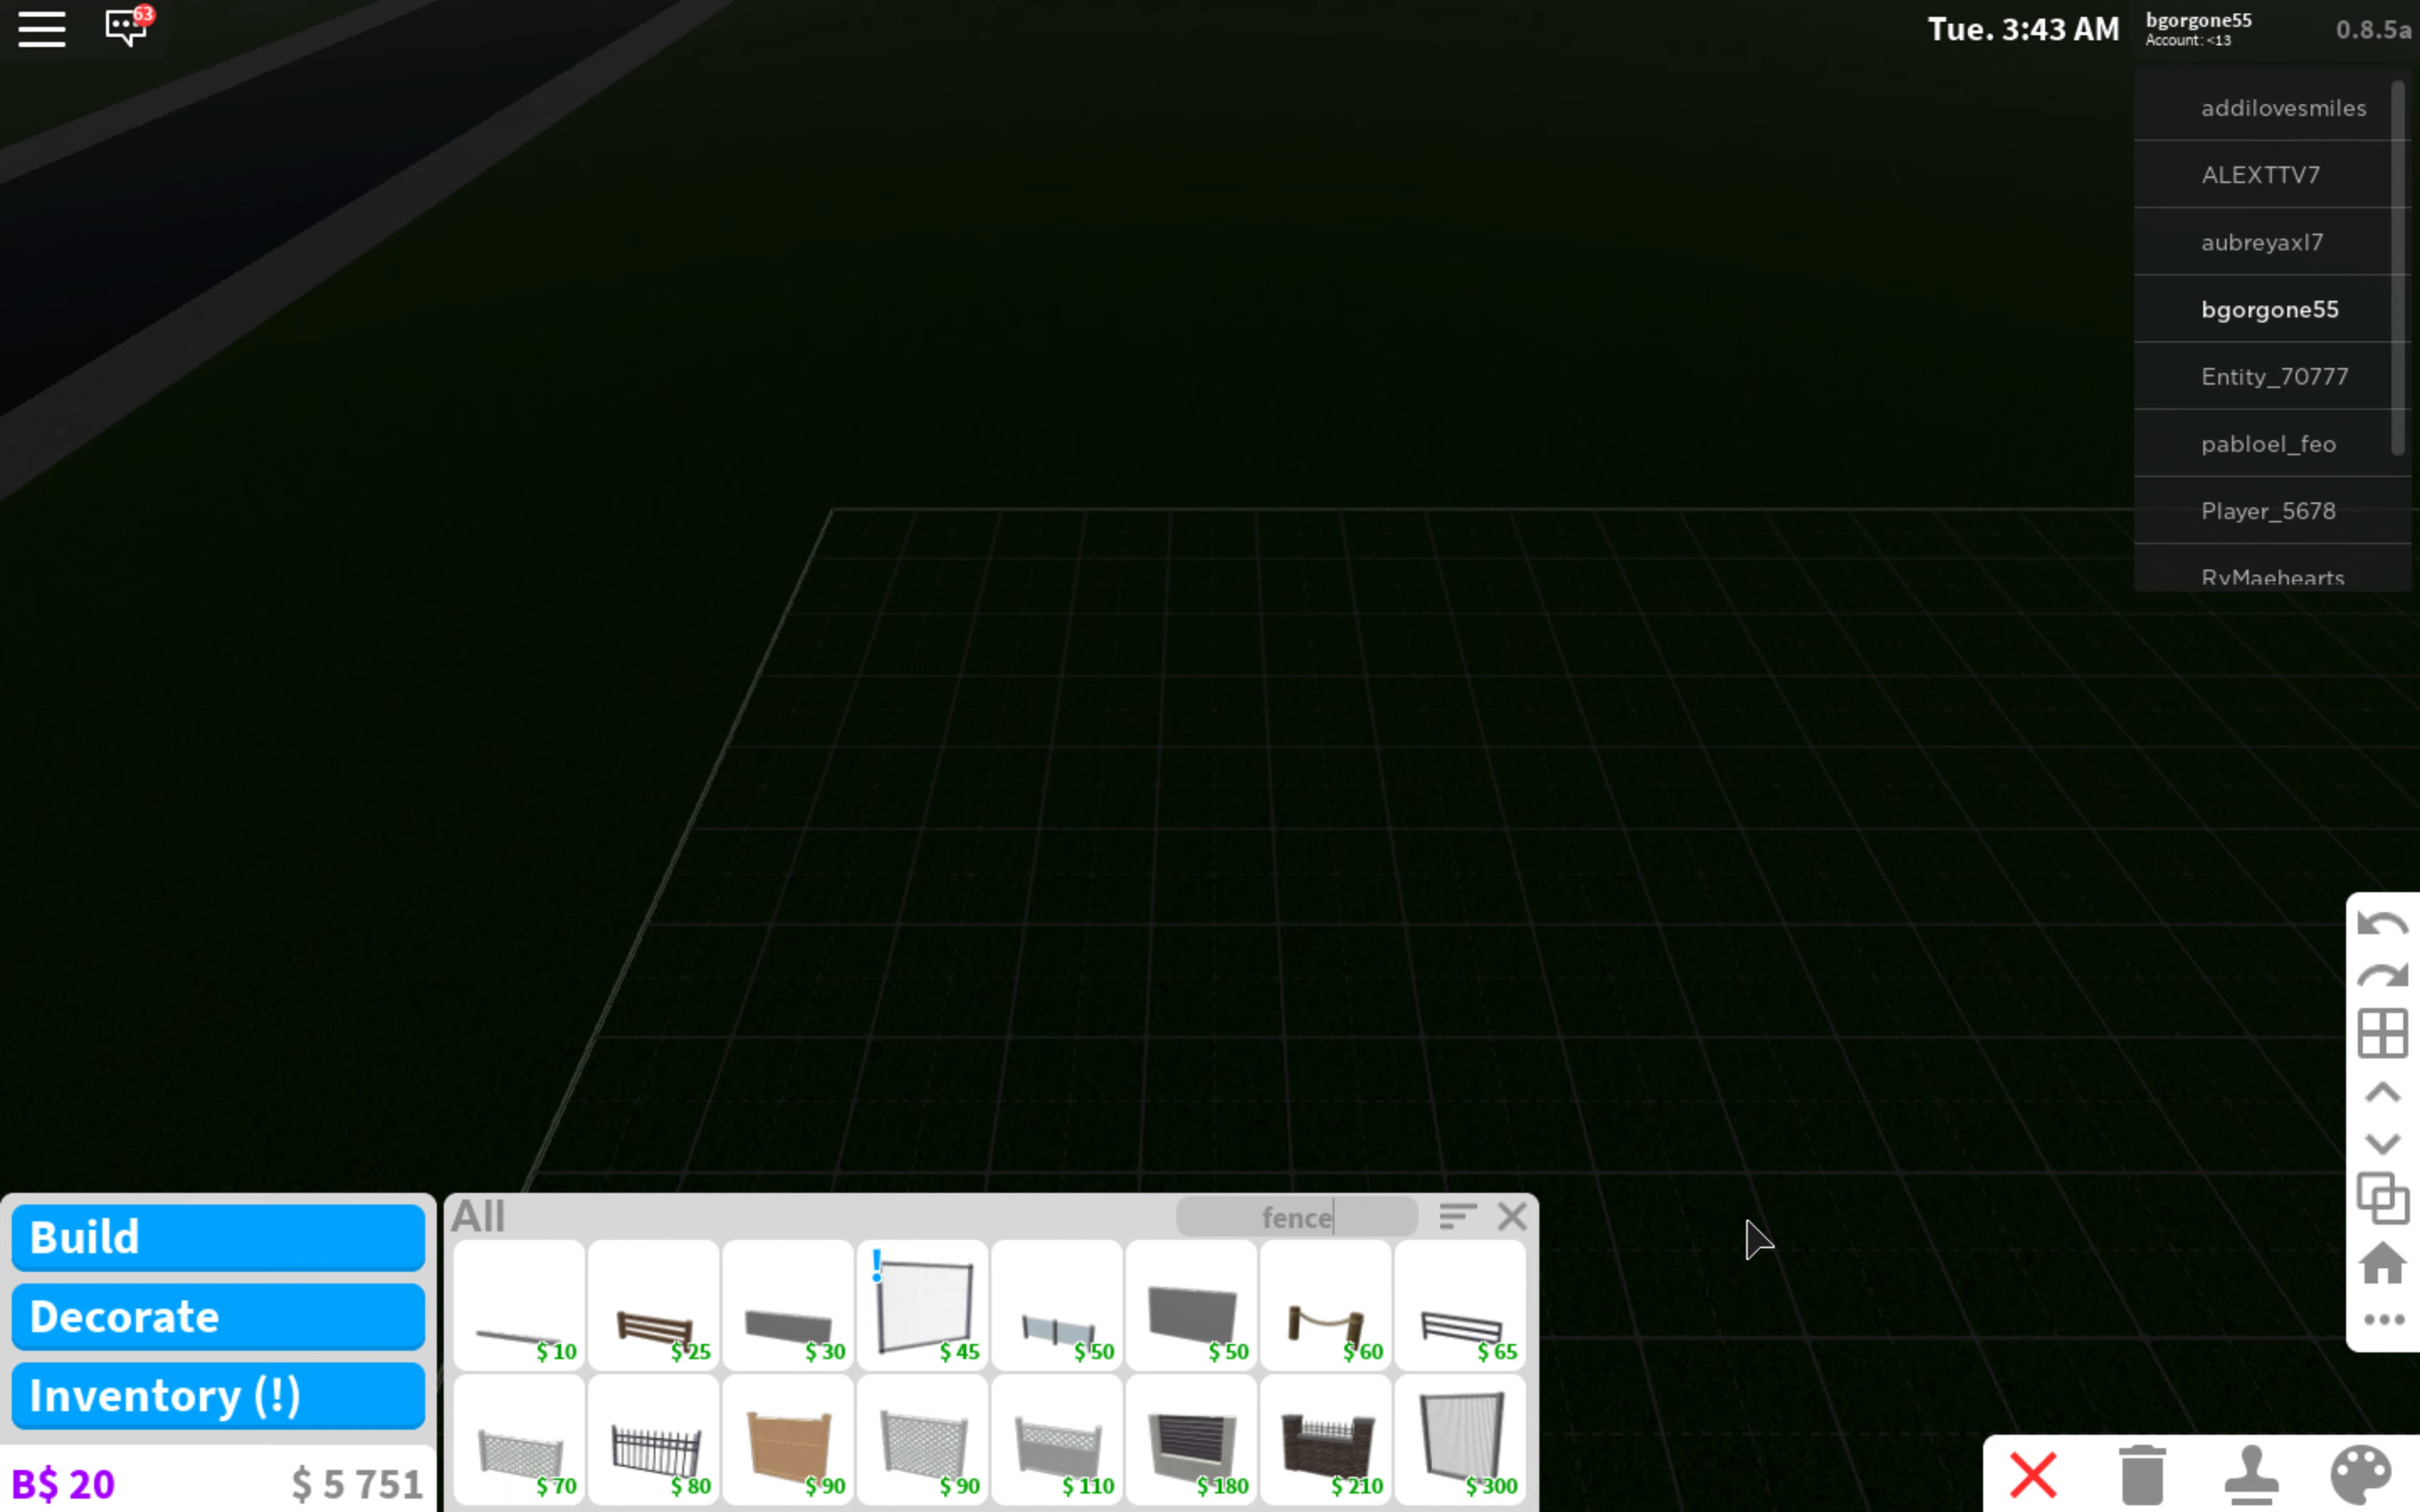 63
Tue. 3:43 AM
bgorgone55
Account: <13
0.8.5a
addilovesmiles
ALEXTTV7
aubreyaxl7
bgorgone55
Entity_70777
pabloel_feo
Player_5678
RyMaehearts
Build
Decorate
Inventory (!)
B$ 20
$ 5 751
All
fence
!
$ 10
$ 25
$ 30
$ 45
$ 50
$ 50
$ 60
$ 65
$ 70
$ 80
$ 90
$ 90
$ 110
$ 180
$ 210
$ 300